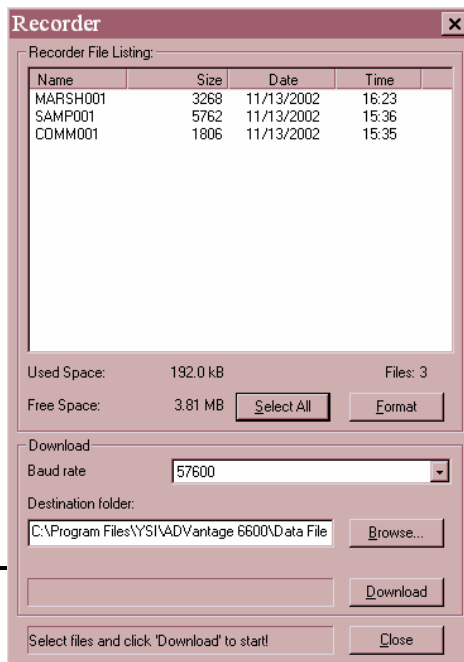 Recorder
Recorder File Listing:
Name Size Date Time
MARSH001 3268 11/13/2002 16:23
SAMP001 5762 11/13/2002 15:36
COMM001 1806 11/13/2002 15:35
Used Space: 192.0 kB Files: 3
Free Space: 3.81 MB Select All Format
Download
Baud rate 57600
Destination folder:
C:\Program Files\YSI\ADVantage 6600\Data File Browse...
Download
Select files and click 'Download' to start! Close